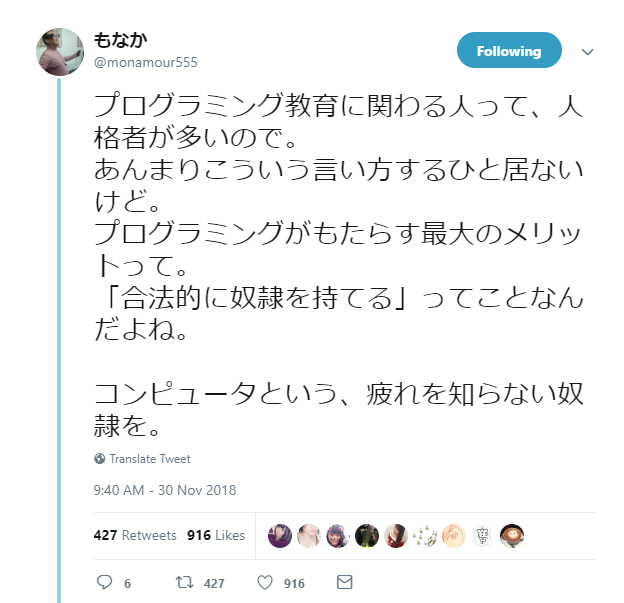 もなか
@monamour555
Following
プログラミング教育に関わる人って、人
格者が多いので。
あんまりこういう言い方するひと居ない
けど。
プログラミングがもたらす最大のメリッ
トって。
「合法的に奴隷を持てる」ってことなん
だよね。
コンピュータという、疲れを知らない奴
隷を。
Translate Tweet
9:40 AM - 30 Nov 2018
427 Retweets 916 Likes
6 427 916